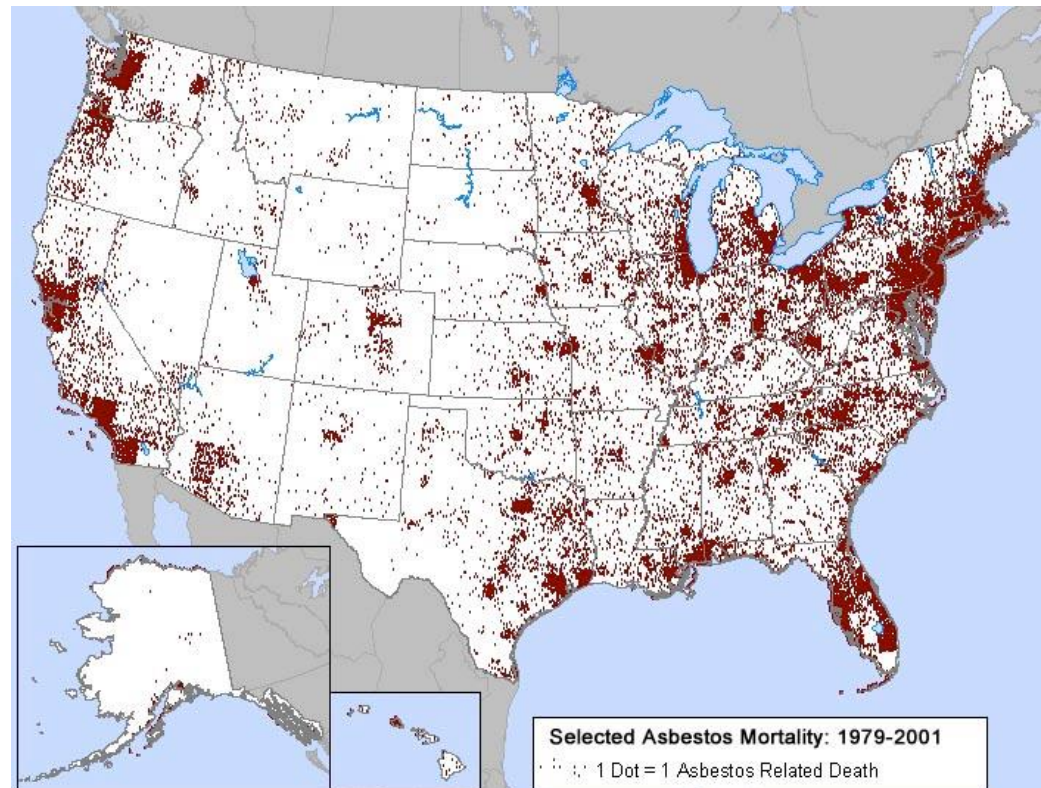 Selected Asbestos Mortality: 1979-2001
1 Dot = 1 Asbestos Related Death